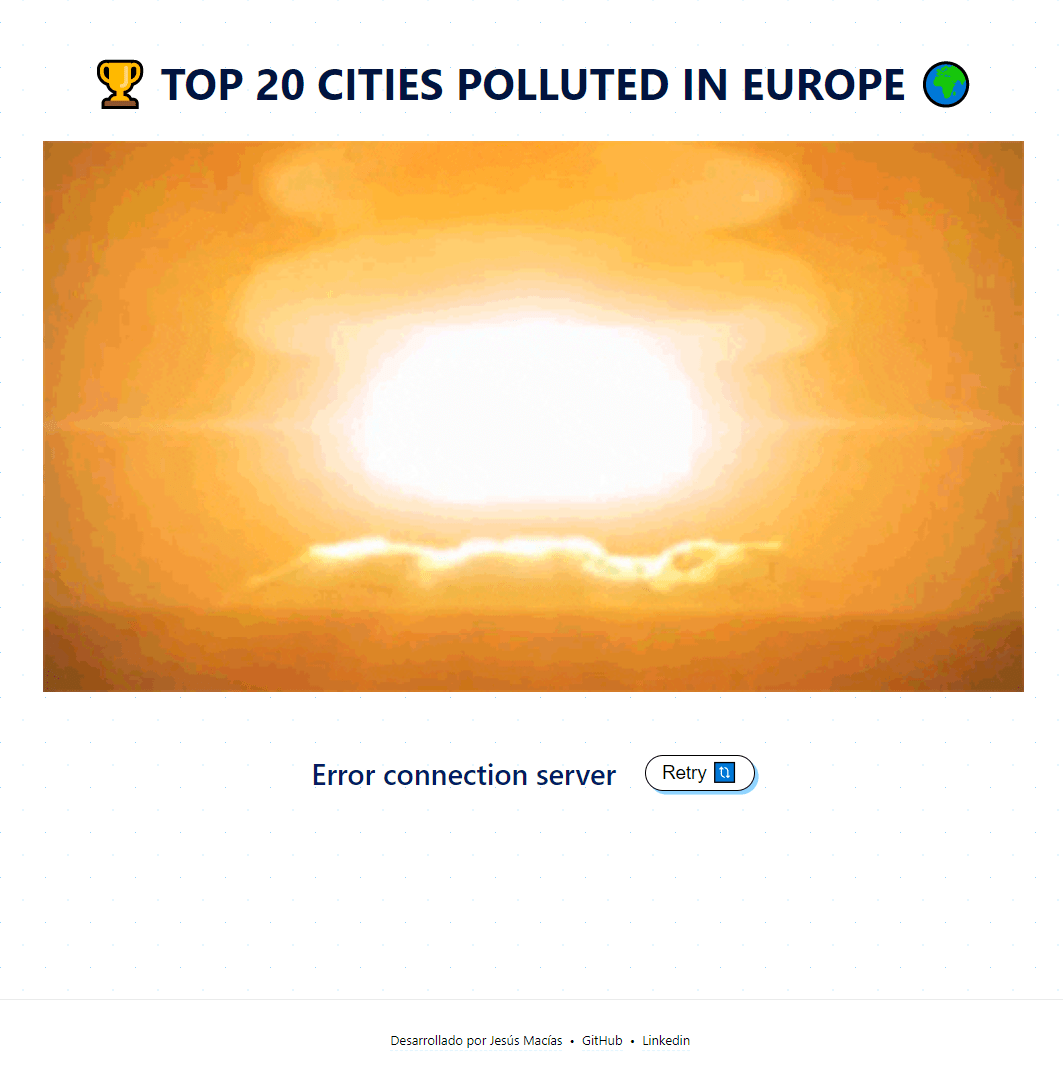 🏆 TOP 20 CITIES POLLUTED IN EUROPE 🌍
Error connection server
Retry 🔃
Desarrollado por Jesús Macías • GitHub • Linkedin